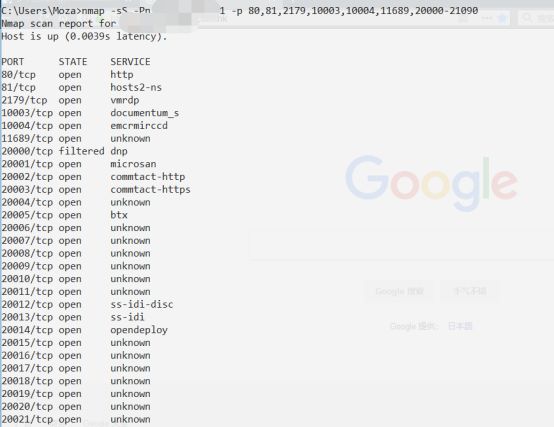 C:\Users\Moza>nmap -sS -Pn 1 -p 80,81,2179,10003,10004,11689,20000-21090
Nmap scan report for
Host is up (0.0039s latency).
PORT STATE SERVICE
80/tcp open http
81/tcp open hosts2-ns
2179/tcp open vmrdp
10003/tcp open documentum_s
10004/tcp open emcrmirccd
11689/tcp open unknown
20000/tcp filtered dnp
20001/tcp open microsan
20002/tcp open commtact-http
20003/tcp open commtact-https
20004/tcp open unknown
20005/tcp open btx
20006/tcp open unknown
20007/tcp open unknown
20008/tcp open unknown
20009/tcp open unknown
20010/tcp open unknown
20011/tcp open unknown
20012/tcp open ss-idi-disc
20013/tcp open ss-idi
20014/tcp open opendeploy
20015/tcp open unknown
20016/tcp open unknown
20017/tcp open unknown
20018/tcp open unknown
20019/tcp open unknown
20020/tcp open unknown
20021/tcp open unknown
Google
Google 搜索 手气不错
Google 提供： 日本語